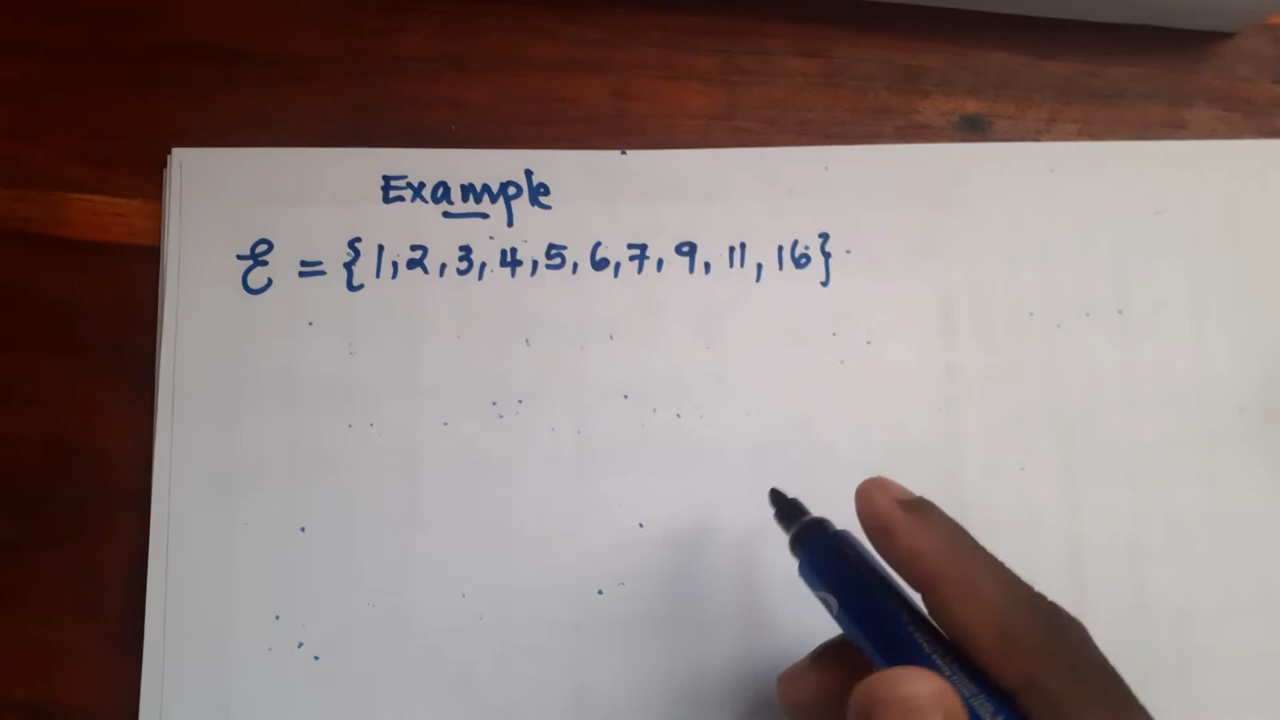 Example
ℰ = {1,2,3,4,5,6,7,9,11,16}